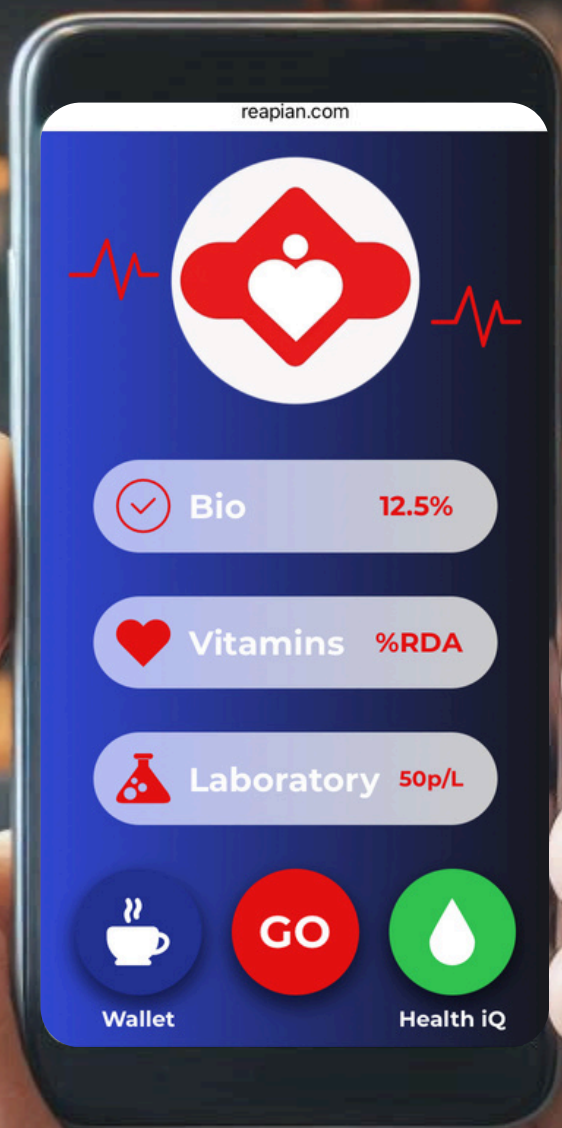 reapian.com
Bio 12.5%
Vitamins %RDA
Laboratory 50p/L
GO
Wallet Health iQ